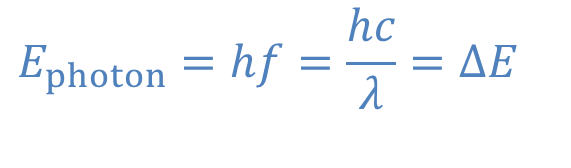 E_photon = hf = hc/λ = ΔE